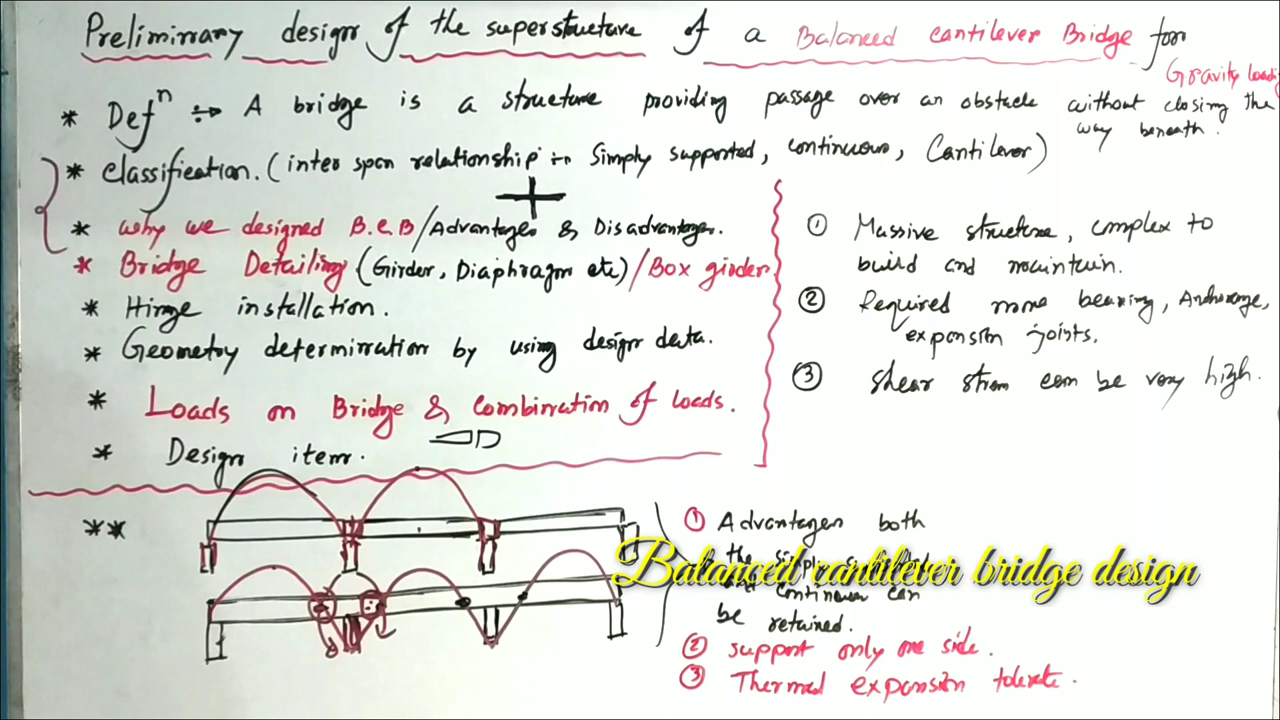 Preliminary design of the superstructure of a Balanced cantilever Bridge for
Gravity loading
* Defn :→ A bridge is a structure providing passage over an obstacle without closing the
way beneath.
* Classification. (inter span relationship :- Simply supported, continuous, Cantilever)
* why we designed B.C.B/Advantages & Disadvantages.
* Bridge Detailing (Girder, Diaphragm etc)/Box girder
* Hinge installation.
* Geometry determination by using design data.
* Loads on Bridge & Combination of loads.
* Design item.
① Massive structure, complex to
build and maintain.
② Required more bearing, Anchorage,
expansion joints.
③ Shear stress can be very high.
**
① Advantages both
the simply
and continuous can
be retained.
② support only one side.
③ Thermal expansion tolerate.
Balanced cantilever bridge design